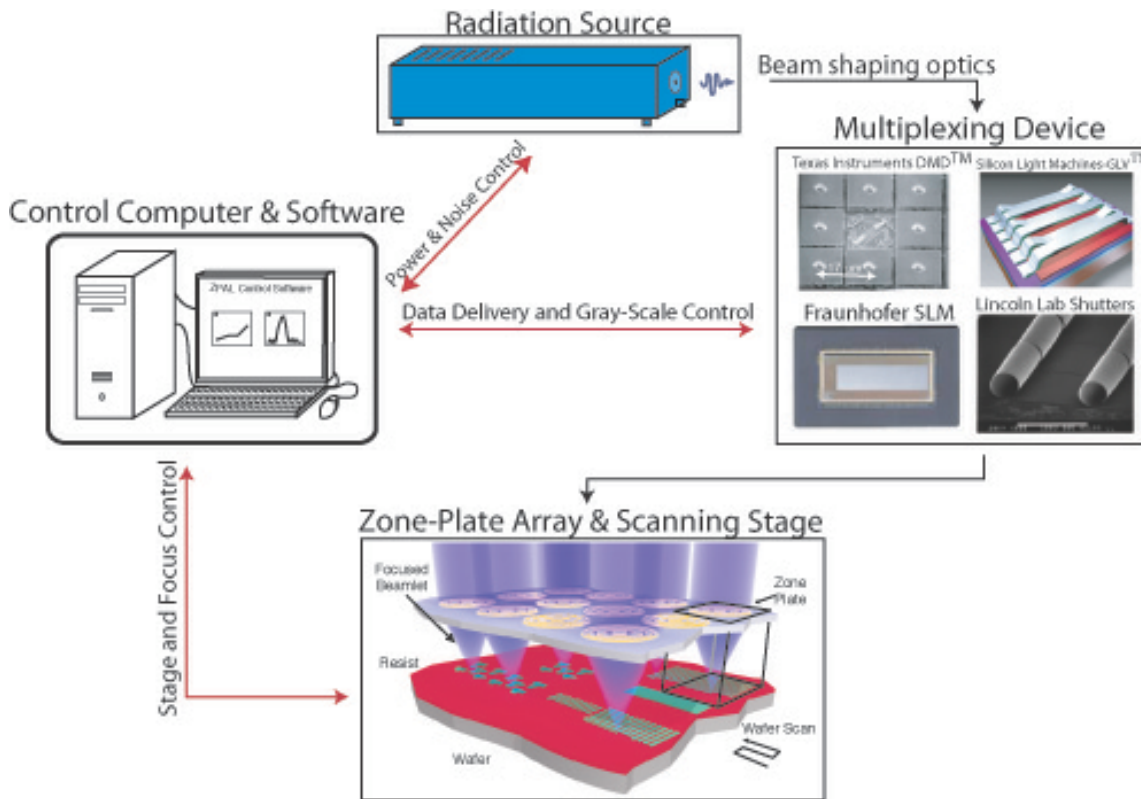 Radiation Source
Beam shaping optics
Multiplexing Device
Texas Instruments DMD™
Silicon Light Machines-GLV™
Power & Noise Control
Control Computer & Software
ZPAL Control Software
Data Delivery and Gray-Scale Control
Fraunhofer SLM
Lincoln Lab Shutters
Stage and Focus Control
Zone-Plate Array & Scanning Stage
Focused
Beamlet
Zone
Plate
Resist
Wafer Scan
Wafer